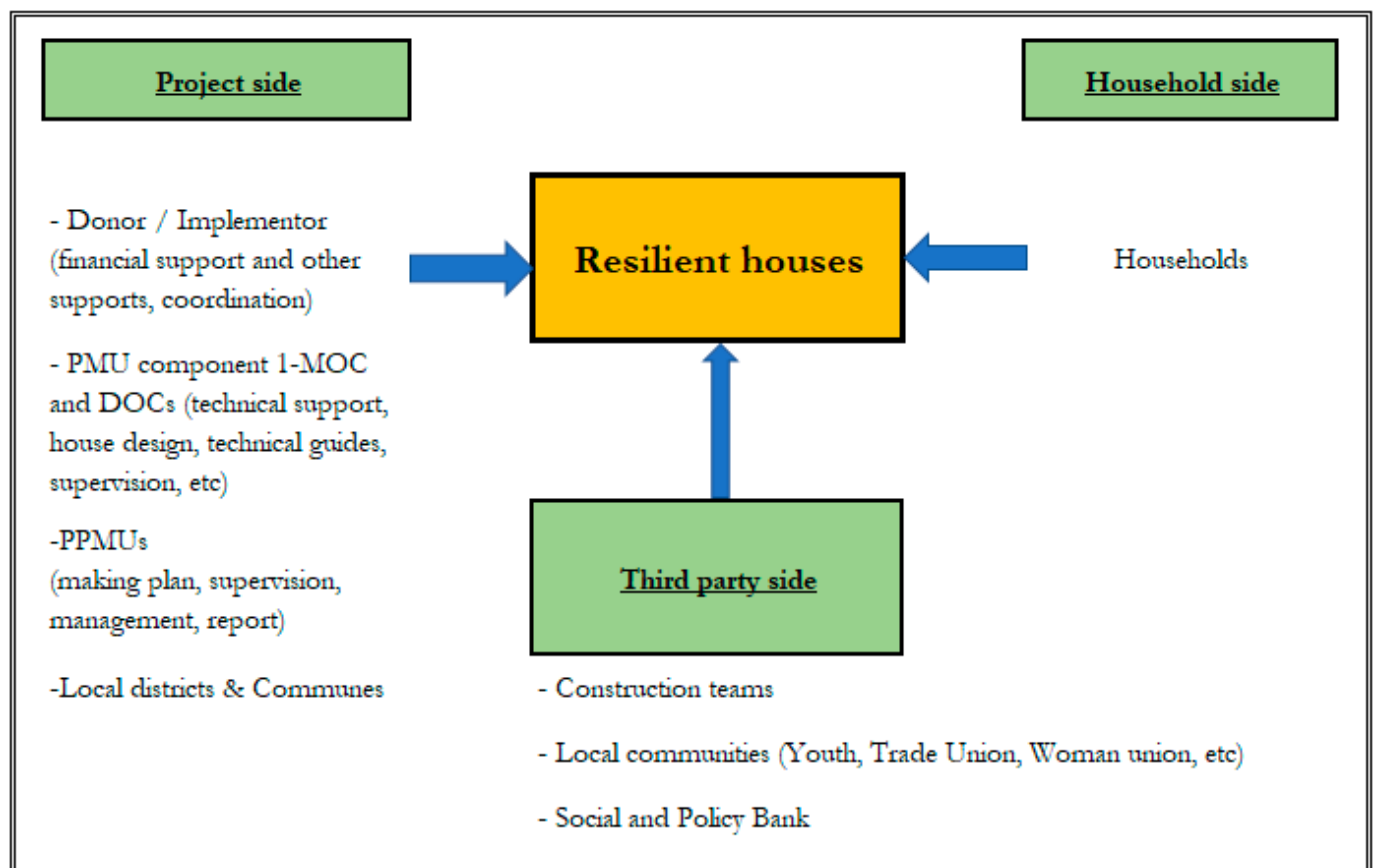 Project side
Household side
- Donor / Implementor
(financial support and other
supports, coordination)
Resilient houses
Households
- PMU component 1-MOC
and DOCs (technical support,
house design, technical guides,
supervision, etc)
-PPMUs
(making plan, supervision,
management, report)
-Local districts & Communes
Third party side
- Construction teams
- Local communities (Youth, Trade Union, Woman union, etc)
- Social and Policy Bank